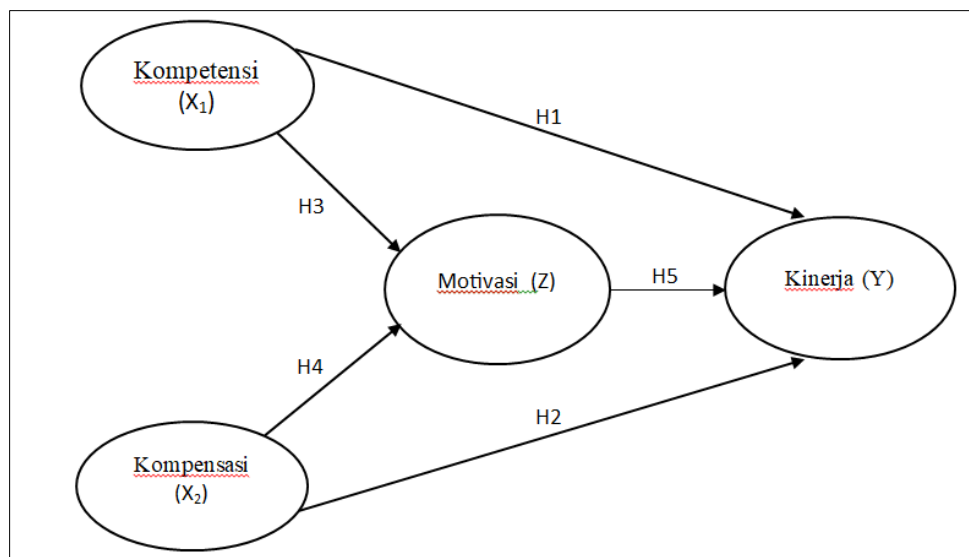 Kompetensi
(X₁)
H1
H3
Motivasi (Z)
H5
Kinerja (Y)
H4
H2
Kompensasi
(X₂)